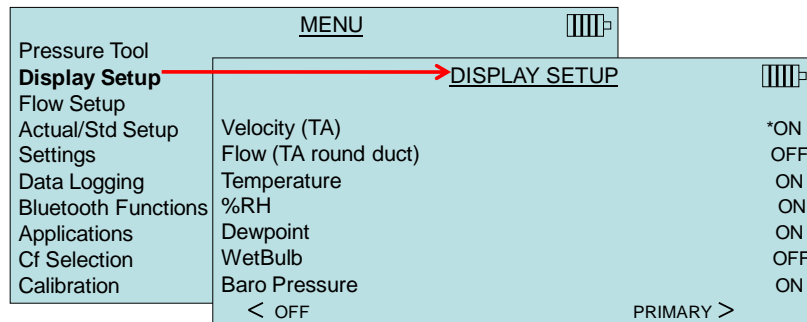 MENU
Pressure Tool
Display Setup
Flow Setup
Actual/Std Setup
Settings
Data Logging
Bluetooth Functions
Applications
Cf Selection
Calibration
DISPLAY SETUP
Velocity (TA) *ON
Flow (TA round duct) OFF
Temperature ON
%RH ON
Dewpoint ON
WetBulb OFF
Baro Pressure ON
< OFF PRIMARY >